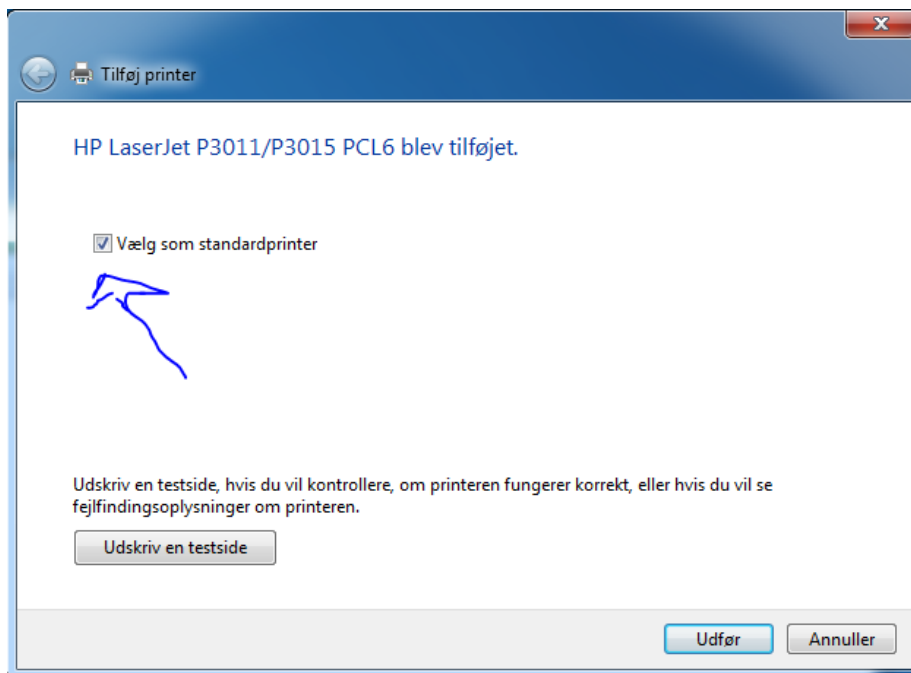 Tilføj printer
HP LaserJet P3011/P3015 PCL6 blev tilføjet.
Vælg som standardprinter
Udskriv en testside, hvis du vil kontrollere, om printeren fungerer korrekt, eller hvis du vil se
fejlfindingsoplysninger om printeren.
Udskriv en testside
Udfør
Annuller